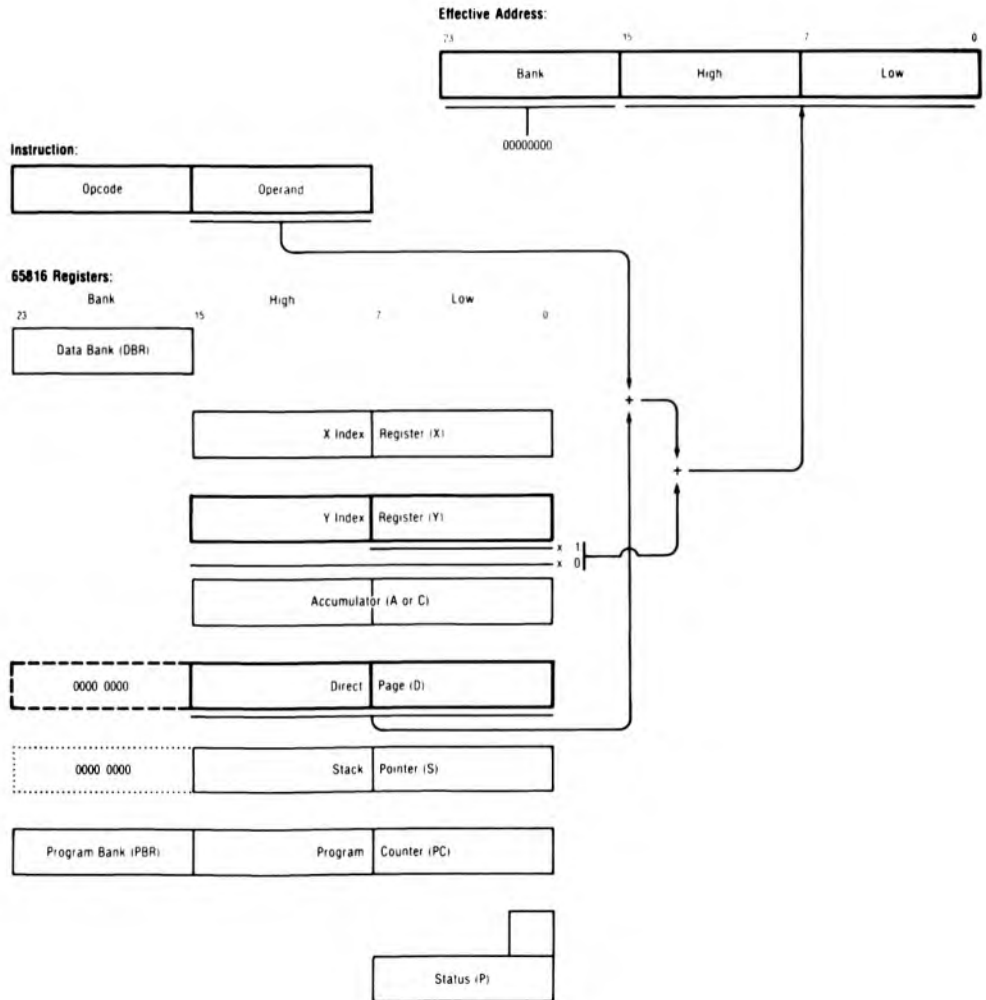 Effective Address:
23 15 7 0
Bank High Low
00000000
Instruction:
Opcode Operand
65816 Registers:
Bank High Low
23 15 7 0
Data Bank (DBR)
X Index Register (X)
Y Index Register (Y)
x 1
x 0
Accumulator (A or C)
0000 0000 Direct Page (D)
0000 0000 Stack Pointer (S)
Program Bank (PBR) Program Counter (PC)
Status (P)
+
+